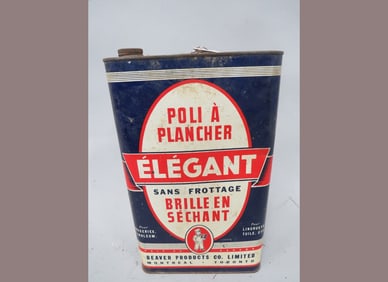 POLI À
PLANCHER
ÉLÉGANT
SANS FROTTAGE
BRILLE EN
SÉCHANT
BEAVER PRODUCTS CO. LIMITED
MONTREAL - TORONTO